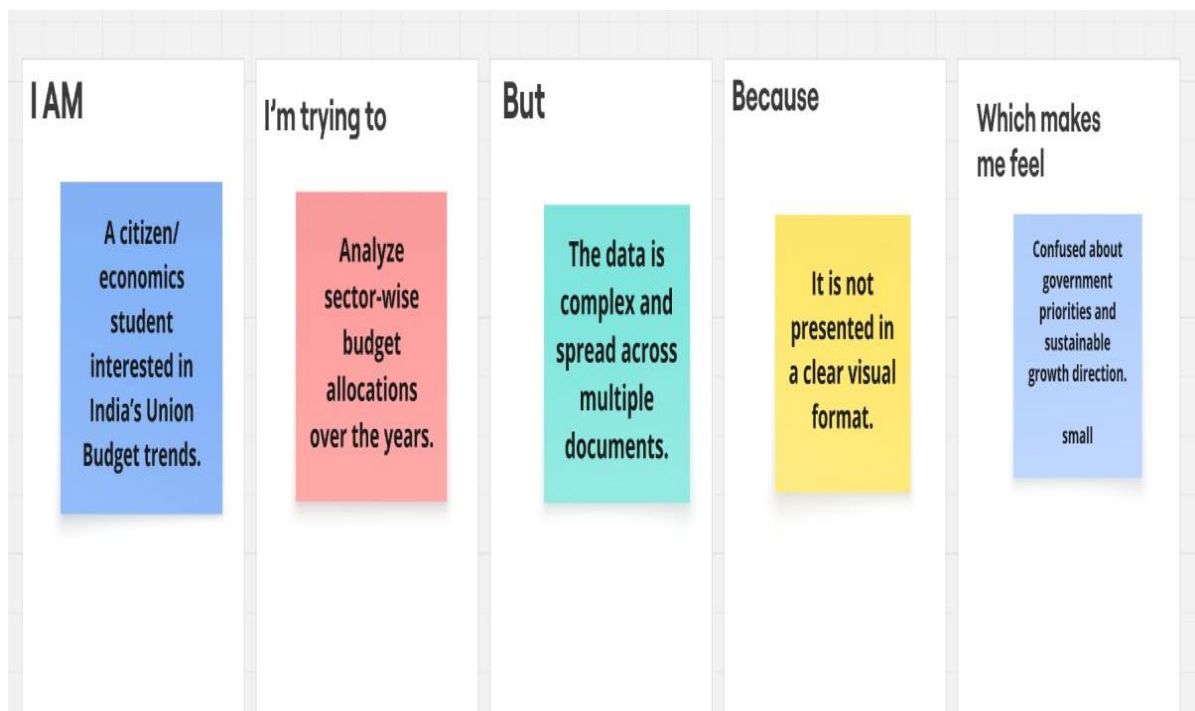 I AM
A citizen/
economics
student
interested in
India's Union
Budget trends.
I'm trying to
Analyze
sector-wise
budget
allocations
over the years.
But
The data is
complex and
spread across
multiple
documents.
Because
It is not
presented in
a clear visual
format.
Which makes
me feel
Confused about
government
priorities and
sustainable
growth direction.
small